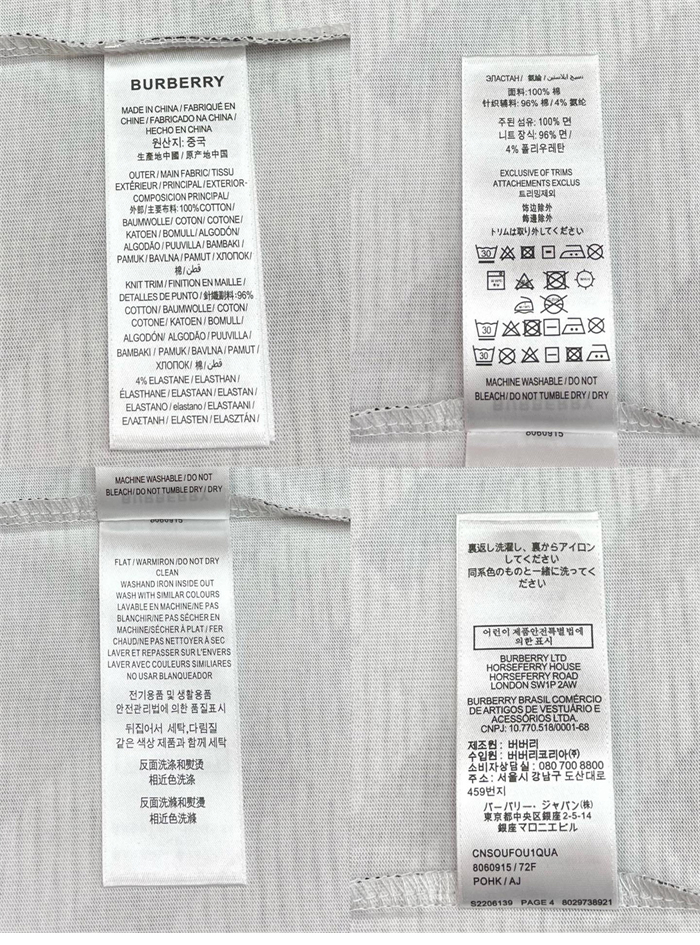 BURBERRY
MADE IN CHINA / FABRIQUÉ EN
CHINE / FABRICADO NA CHINA /
HECHO EN CHINA
원산지: 중국
生產地中國 / 原产地中国
OUTER / MAIN FABRIC/ TISSU
EXTÉRIEUR / PRINCIPAL / EXTERIOR-
COMPOSICION PRINCIPAL/
外部/主要布料: 100%COTTON/
BAUMWOLLE / COTON / COTONE/
KATOEN / BOMULL / ALGODÓN/
ALGODÃO / PUUVILLA / BAMBAKI /
PAMUK / BAVLNA / PAMUT / ХЛОПОК/
棉/ قطن/
KNIT TRIM / FINITION EN MAILLE /
DETALLES DE PUNTO / 針織副料: 96%
COTTON / BAUMWOLLE/ COTON/
COTONE/ KATOEN / BOMULL/
ALGODÓN/ ALGODÃO / PUUVILLA /
BAMBAKI / PAMUK / BAVLNA / PAMUT /
ХЛОПОК/ 棉/ قطن/
4% ELASTANE / ELASTHAN /
ÉLASTHANE / ELASTAAN / ELASTAN /
ELASTANO / elastano / ELASTAANI /
ΕΛΑΣΤΑΝΗ / ELASTEN / ELASZTÁN /
ЭЛАСТАН / 氨綸 / نسيج ايلاستين
面料:100% 棉
针织辅料: 96% 棉 / 4% 氨纶
주된 섬유: 100% 면
니트 장식: 96% 면 /
4% 폴리우레탄
EXCLUSIVE OF TRIMS
ATTACHEMENTS EXCLUS
트리밍제외
饰边除外
飾邊除外
トリムは取り外してください
30
30
30
MACHINE WASHABLE / DO NOT
BLEACH / DO NOT TUMBLE DRY / DRY
8060915
MACHINE WASHABLE / DO NOT
BLEACH / DO NOT TUMBLE DRY / DRY
8060915
FLAT / WARMIRON /DO NOT DRY
CLEAN
WASHAND IRON INSIDE OUT
WASH WITH SIMILAR COLOURS
LAVABLE EN MACHINE/NE PAS
BLANCHIR/NE PAS SÉCHER EN
MACHINE/SÉCHER À PLAT / FER
CHAUD/NE PAS NETTOYER À SEC
LAVER ET REPASSER SUR L'ENVERS
LAVER AVEC COULEURS SIMILAIRES
NO USAR BLANQUEADOR
전기용품 및 생활용품
안전관리법에 의한 품질표시
뒤집어서 세탁,다림질
같은 색상 제품과 함께 세탁
反面洗涤和熨烫
相近色洗涤
反面洗滌和熨燙
相近色洗滌
裏返し洗濯し、裏からアイロン
してください
同系色のものと一緒に洗ってく
ださい
어린이 제품안전특별법에
의한 표시
BURBERRY LTD
HORSEFERRY HOUSE
HORSEFERRY ROAD
LONDON SW1P 2AW
BURBERRY BRASIL COMÉRCIO
DE ARTIGOS DE VESTUÁRIO E
ACESSÓRIOS LTDA.
CNPJ: 10.770.518/0001-68
제조원 : 버버리
수입원 : 버버리코리아㈜
소비자상담실 : 080 700 8800
주소 : 서울시 강남구 도산대로
459번지
バーバリー・ジャパン(株)
東京都中央区銀座2-5-14
銀座マロニエビル
CNSOUFOU1QUA
8060915 / 72F
POHK / AJ
S2206139 PAGE 4 8029738921